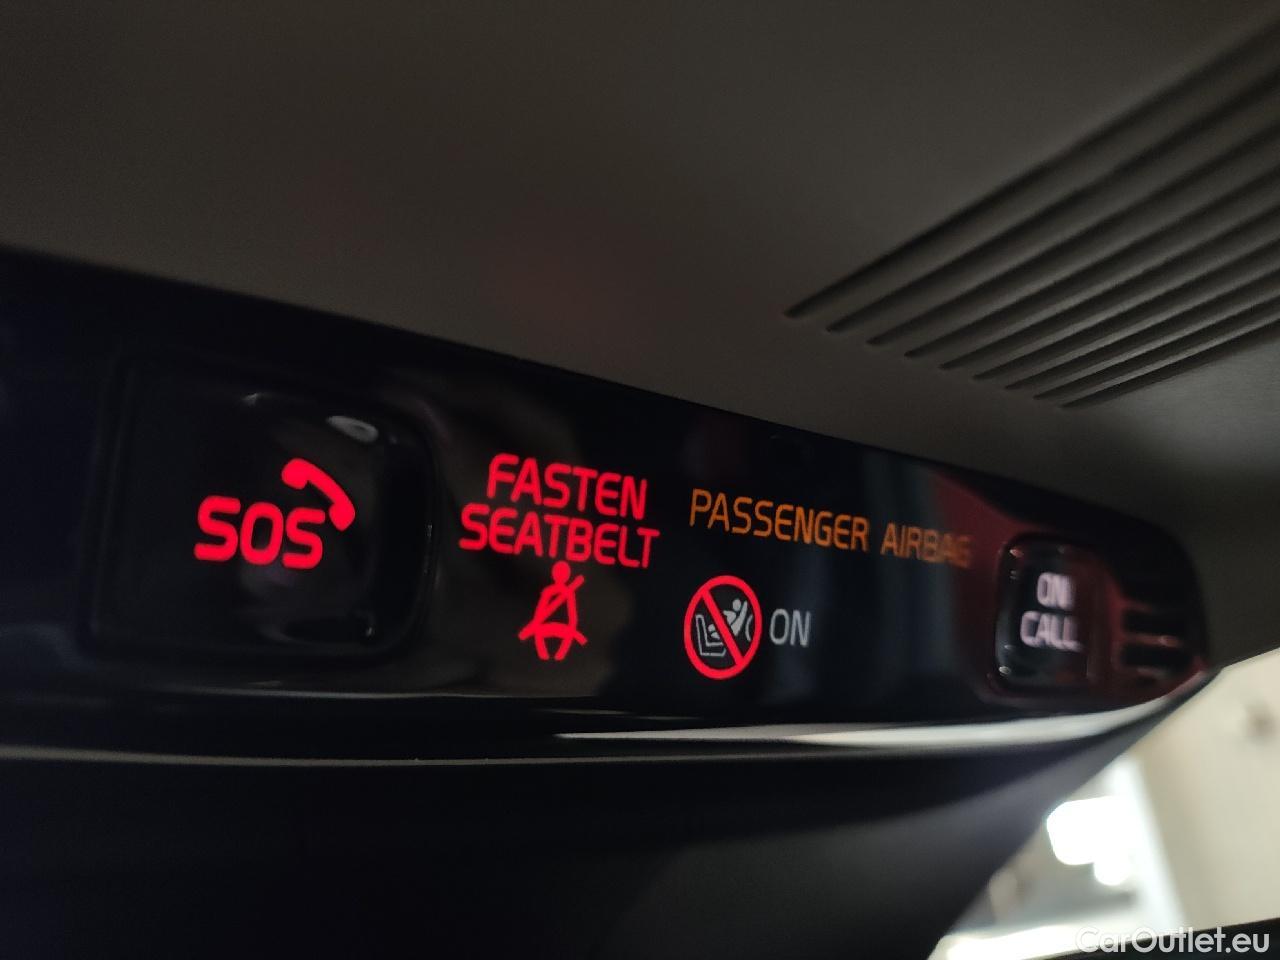 SOS
FASTEN
SEATBELT
PASSENGER AIRBAG
ON
ON
CALL
CarOutlet.eu